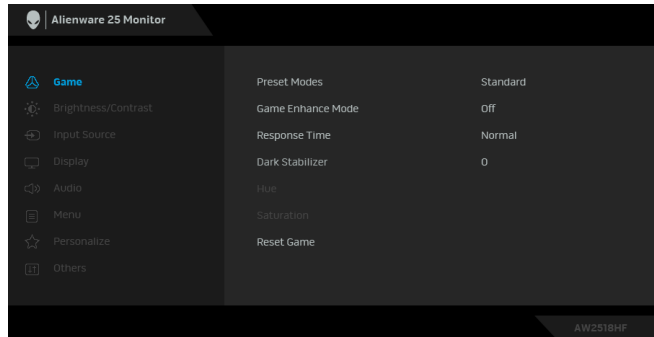 Alienware 25 Monitor
Game
Preset Modes Standard
Brightness/Contrast
Game Enhance Mode Off
Input Source
Response Time Normal
Display
Dark Stabilizer 0
Audio
Hue
Menu
Saturation
Personalize
Reset Game
Others
AW2518HF